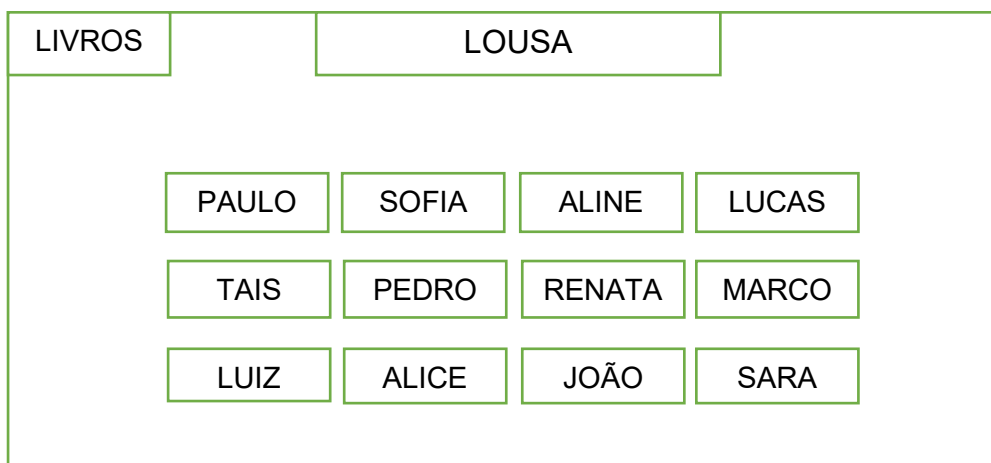 LIVROS LOUSA
PAULO SOFIA ALINE LUCAS
TAIS PEDRO RENATA MARCO
LUIZ ALICE JOÃO SARA